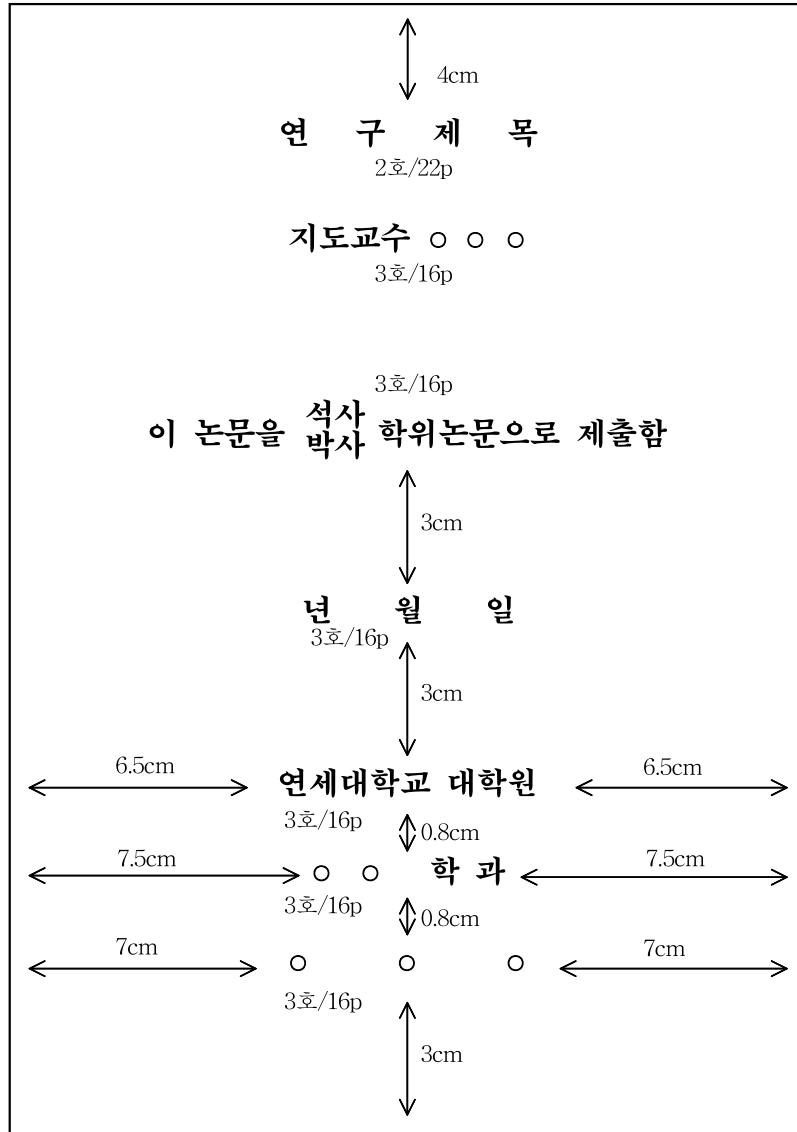 4cm
연 구 제 목
2호/22p
지도교수 ○ ○ ○
3호/16p
3호/16p
이 논문을 석사 학위논문으로 제출함
박사
3cm
년 월 일
3호/16p
3cm
6.5cm 연세대학교 대학원 6.5cm
3호/16p 0.8cm
7.5cm ○ ○ 학 과 7.5cm
3호/16p 0.8cm
7cm ○ ○ ○ 7cm
3호/16p
3cm